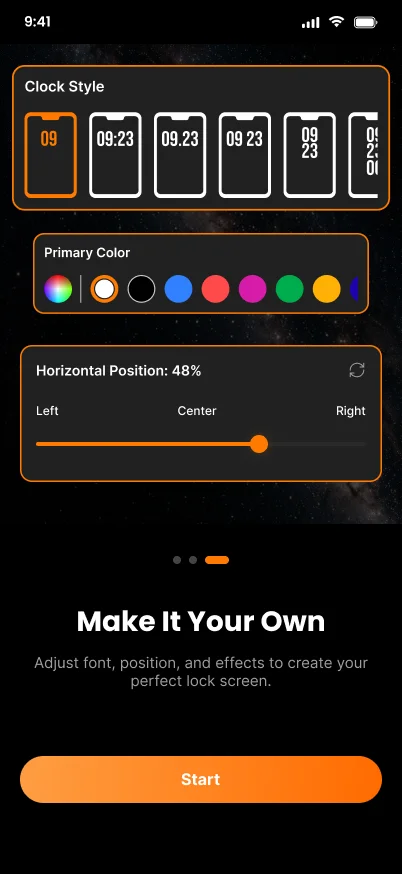 9:41
Clock Style
09
09:23
09.23
09 23
09
23
Primary Color
Horizontal Position: 48%
Left Center Right
Make It Your Own
Adjust font, position, and effects to create your
perfect lock screen.
Start